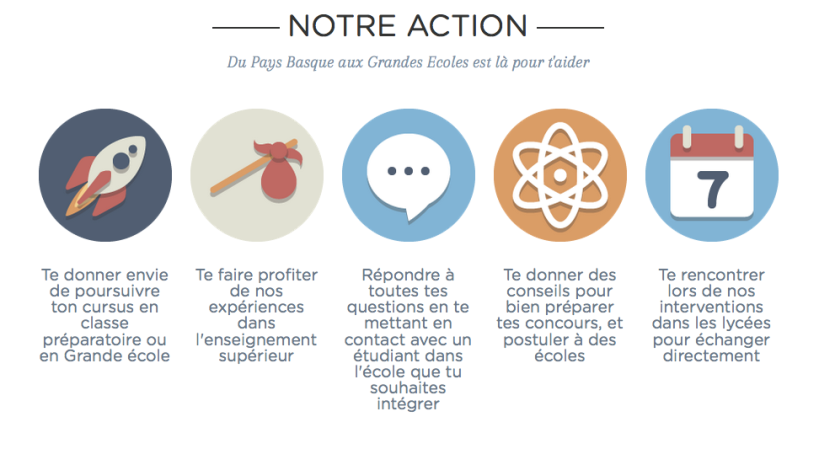 NOTRE ACTION
Du Pays Basque aux Grandes Ecoles est là pour t'aider
7
Te donner envie
de poursuivre
ton cursus en
classe
préparatoire ou
en Grande école
Te faire profiter
de nos
expériences
dans
l'enseignement
supérieur
Répondre à
toutes tes
questions en te
mettant en
contact avec un
étudiant dans
l'école que tu
souhaites
intégrer
Te donner des
conseils pour
bien préparer
tes concours, et
postuler à des
écoles
Te rencontrer
lors de nos
interventions
dans les lycées
pour échanger
directement